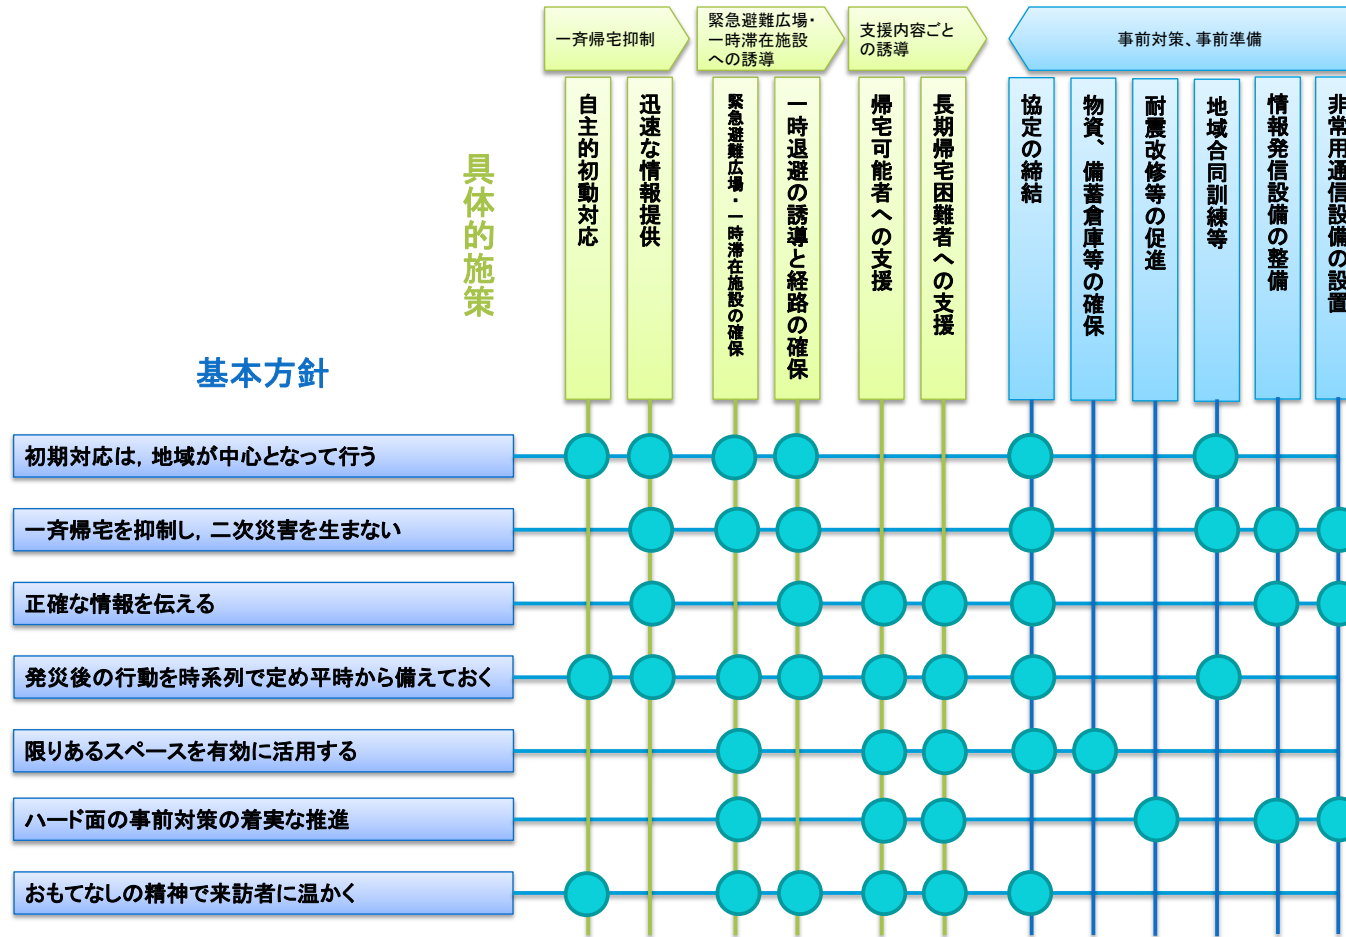 一斉帰宅抑制
緊急避難広場・
一時滞在施設
への誘導
支援内容ごと
の誘導
事前対策、事前準備
具体的施策
自主的初動対応
迅速な情報提供
緊急避難広場・一時滞在施設の確保
一時退避の誘導と経路の確保
帰宅可能者への支援
長期帰宅困難者への支援
協定の締結
物資、備蓄倉庫等の確保
耐震改修等の促進
地域合同訓練等
情報発信設備の整備
非常用通信設備の設置
基本方針
初期対応は，地域が中心となって行う
一斉帰宅を抑制し，二次災害を生まない
正確な情報を伝える
発災後の行動を時系列で定め平時から備えておく
限りあるスペースを有効に活用する
ハード面の事前対策の着実な推進
おもてなしの精神で来訪者に温かく